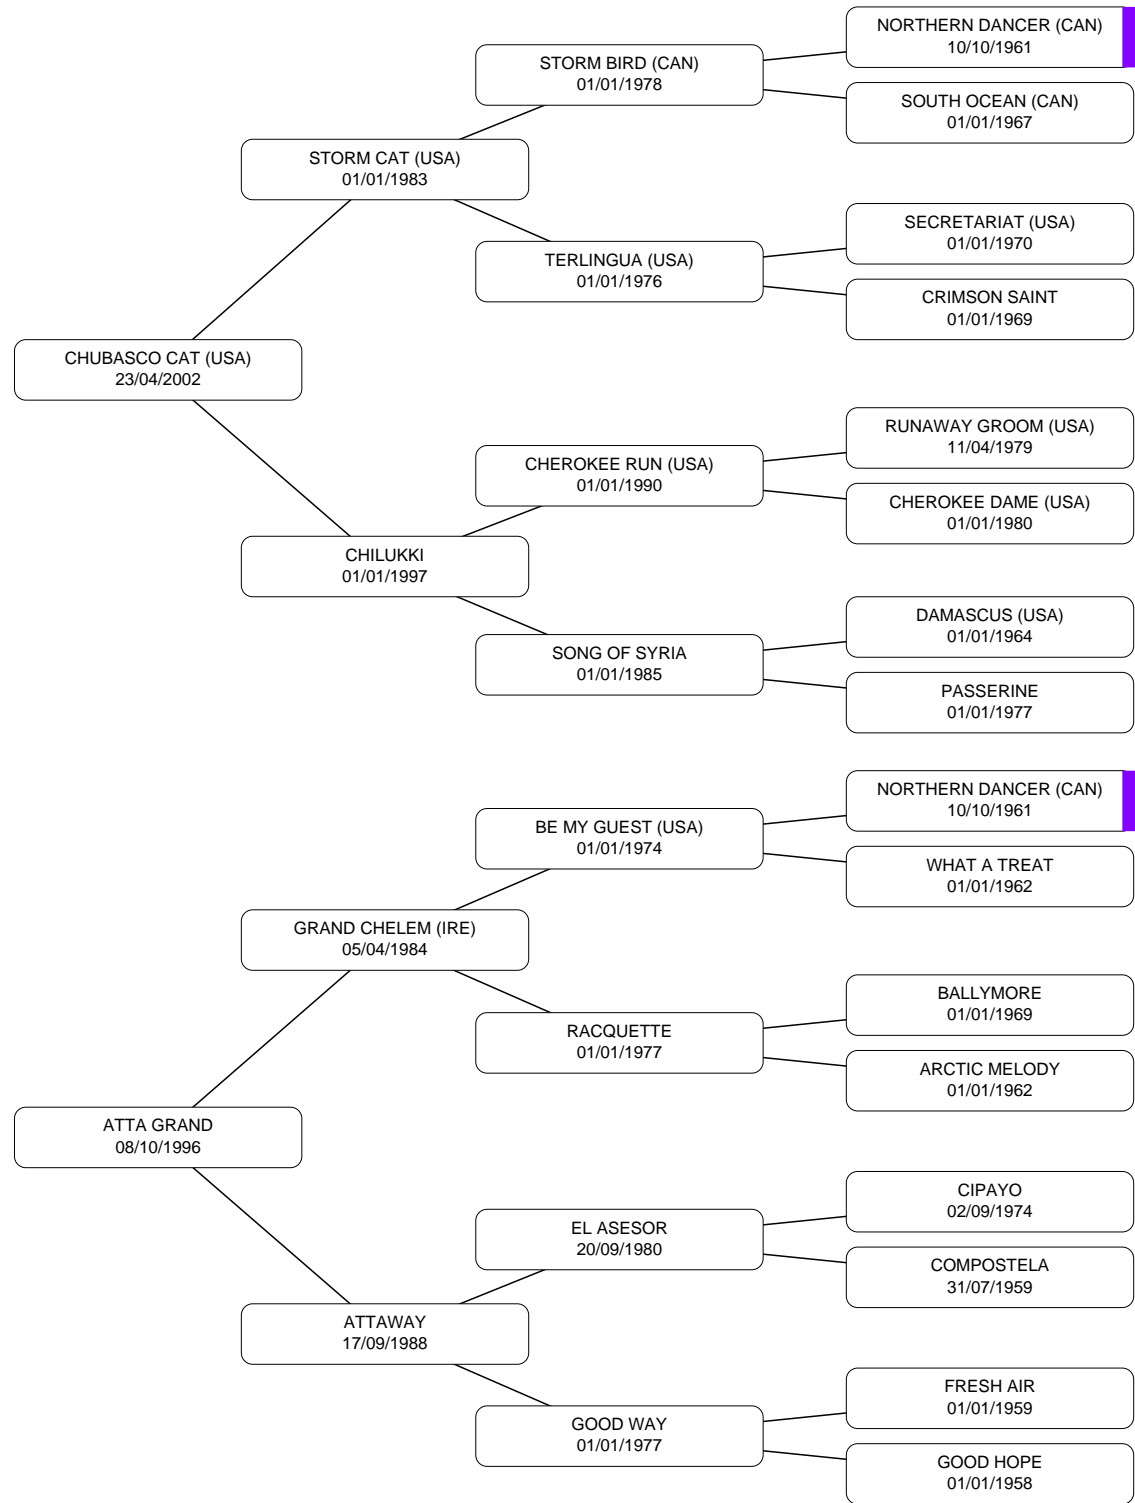 NORTHERN DANCER (CAN)
10/10/1961
STORM BIRD (CAN)
01/01/1978
SOUTH OCEAN (CAN)
01/01/1967
STORM CAT (USA)
01/01/1983
SECRETARIAT (USA)
01/01/1970
TERLINGUA (USA)
01/01/1976
CRIMSON SAINT
01/01/1969
CHUBASCO CAT (USA)
23/04/2002
RUNAWAY GROOM (USA)
11/04/1979
CHEROKEE RUN (USA)
01/01/1990
CHEROKEE DAME (USA)
01/01/1980
CHILUKKI
01/01/1997
DAMASCUS (USA)
01/01/1964
SONG OF SYRIA
01/01/1985
PASSERINE
01/01/1977
NORTHERN DANCER (CAN)
10/10/1961
BE MY GUEST (USA)
01/01/1974
WHAT A TREAT
01/01/1962
GRAND CHELEM (IRE)
05/04/1984
BALLYMORE
01/01/1969
RACQUETTE
01/01/1977
ARCTIC MELODY
01/01/1962
ATTA GRAND
08/10/1996
CIPAYO
02/09/1974
EL ASESOR
20/09/1980
COMPOSTELA
31/07/1959
ATTAWAY
17/09/1988
FRESH AIR
01/01/1959
GOOD WAY
01/01/1977
GOOD HOPE
01/01/1958